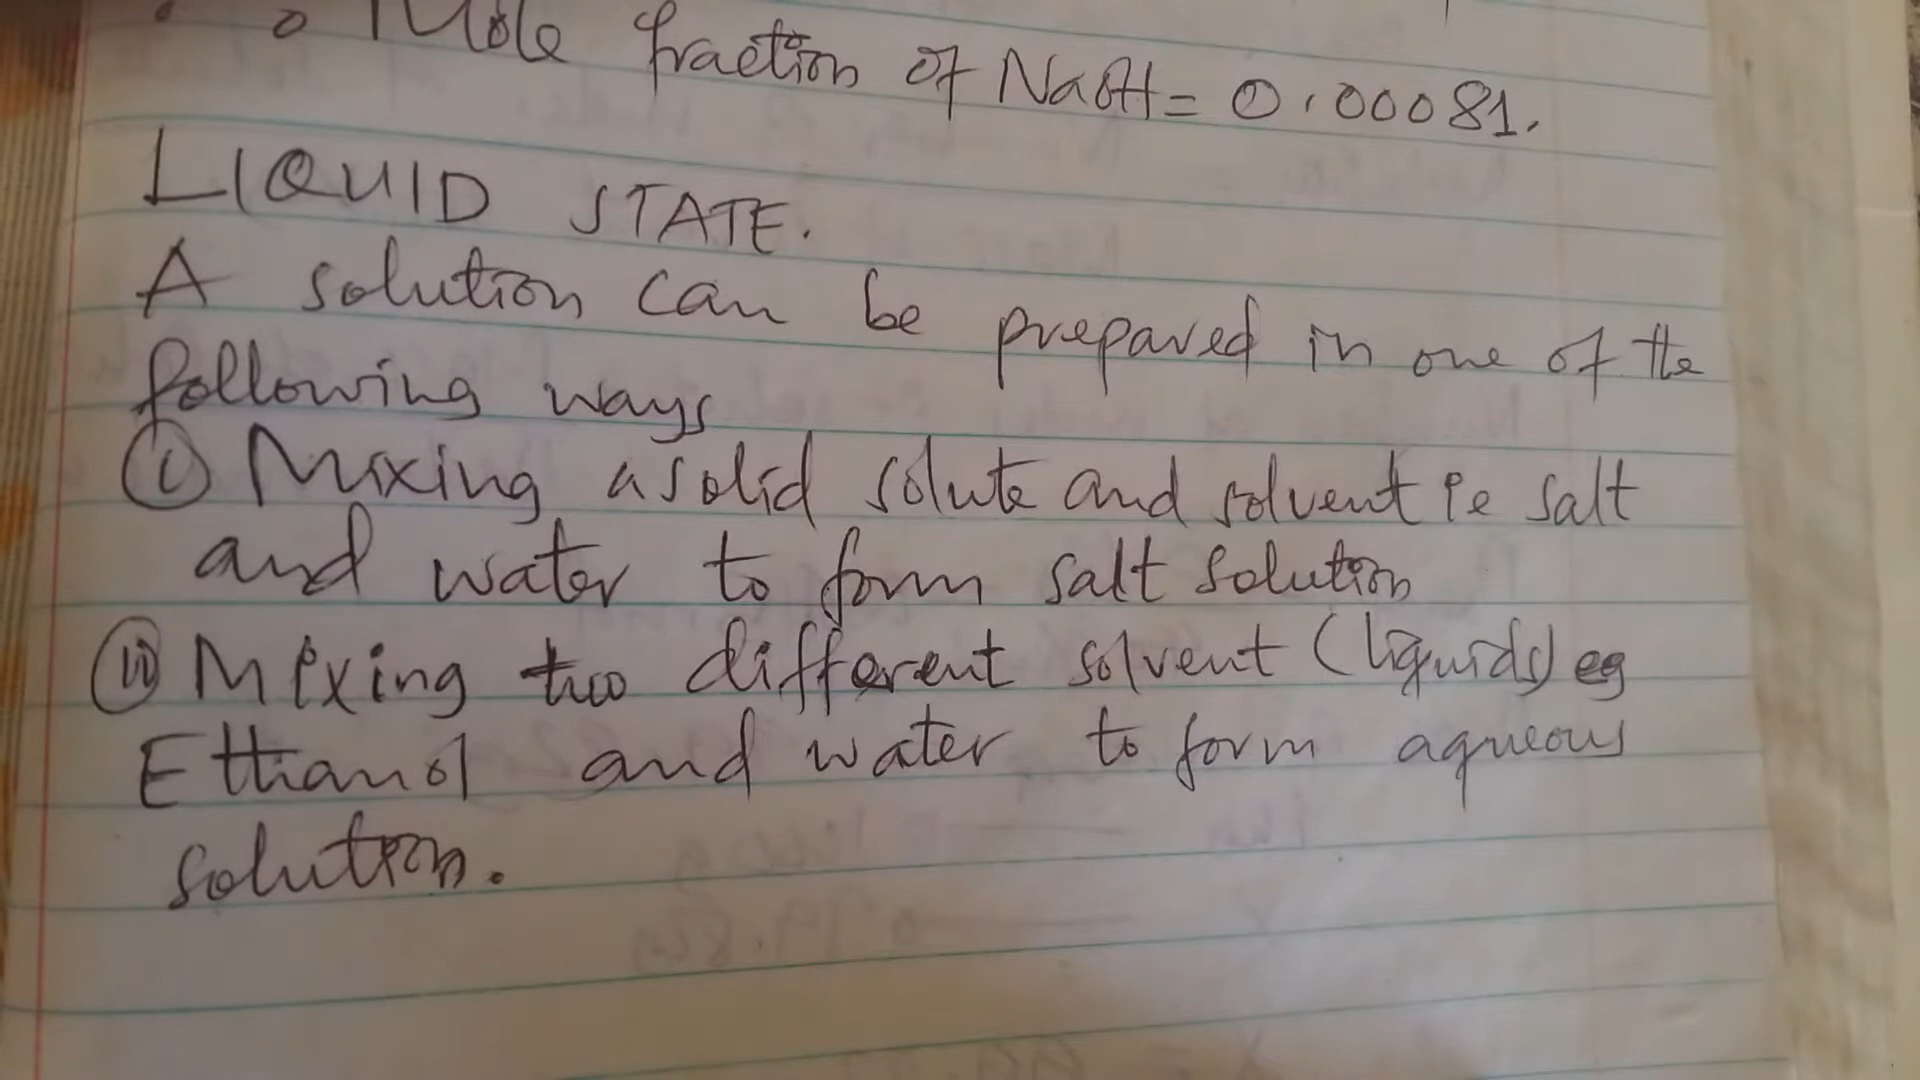 o Mole fraction of NaOH = 0.00081.
LIQUID STATE.
A solution can be prepared in one of the
following ways
(i) Mixing a solid solute and solvent ie salt
and water to form salt solution
(ii) Mixing two different solvent (liquids) eg
Ethanol and water to form aqueous
solution.